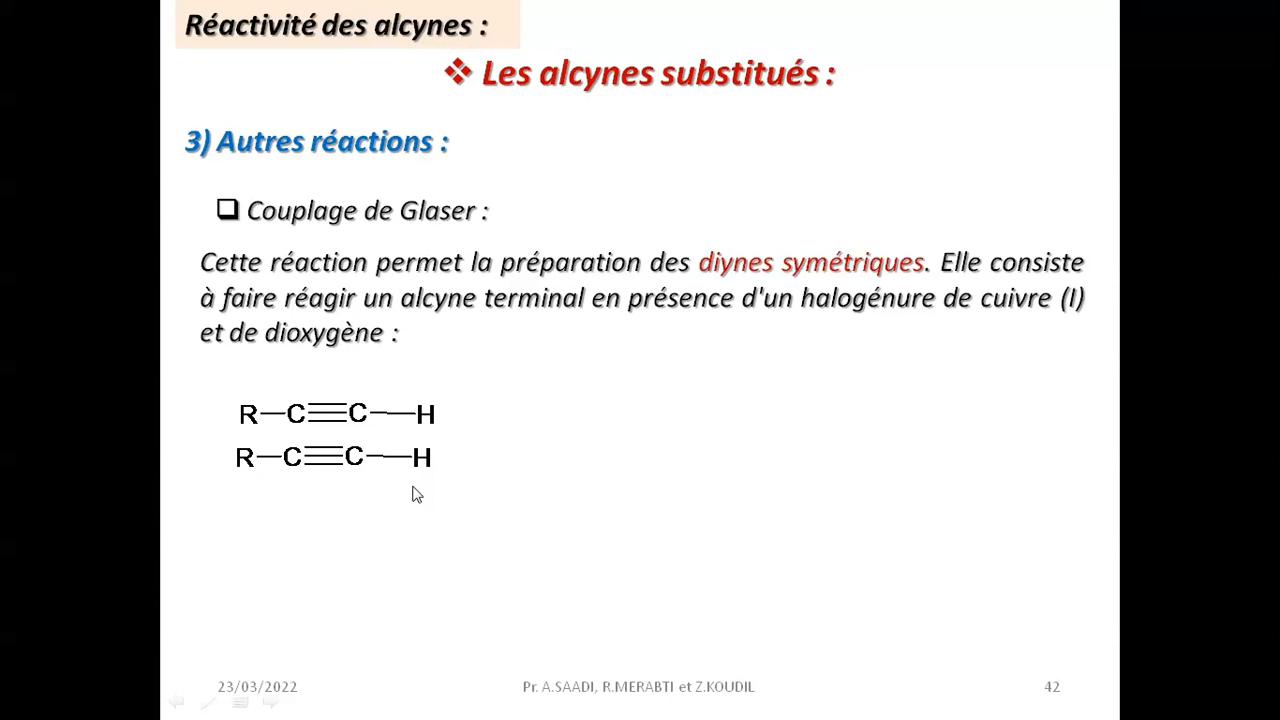 Réactivité des alcynes :
❖ Les alcynes substitués :
3) Autres réactions :
❑ Couplage de Glaser :
Cette réaction permet la préparation des diynes symétriques. Elle consiste
à faire réagir un alcyne terminal en présence d'un halogénure de cuivre (I)
et de dioxygène :
R—C≡C—H
R—C≡C—H
23/03/2022 Pr. A.SAADI, R.MERABTI et Z.KOUDIL 42